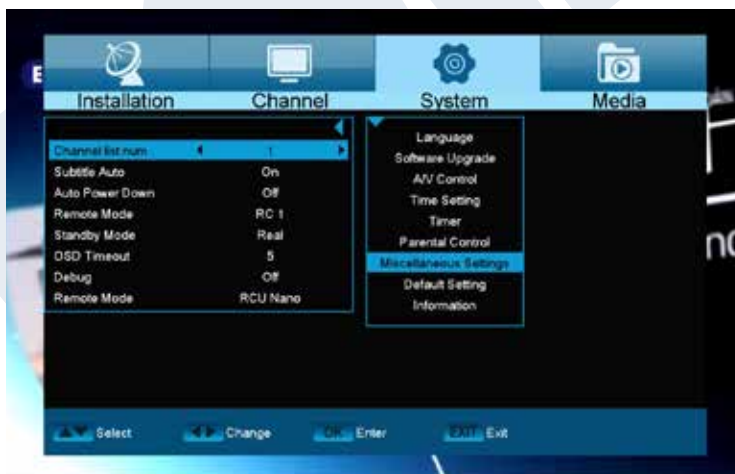 Installation Channel System Media
Channel list num 1
Subtitle Auto On
Auto Power Down Off
Remote Mode RC 1
Standby Mode Real
OSD Timeout 5
Debug Off
Remote Mode RCU Nano
Language
Software Upgrade
A/V Control
Time Setting
Timer
Parental Control
Miscellaneous Settings
Default Setting
Information
Select Change OK Enter EXIT Exit